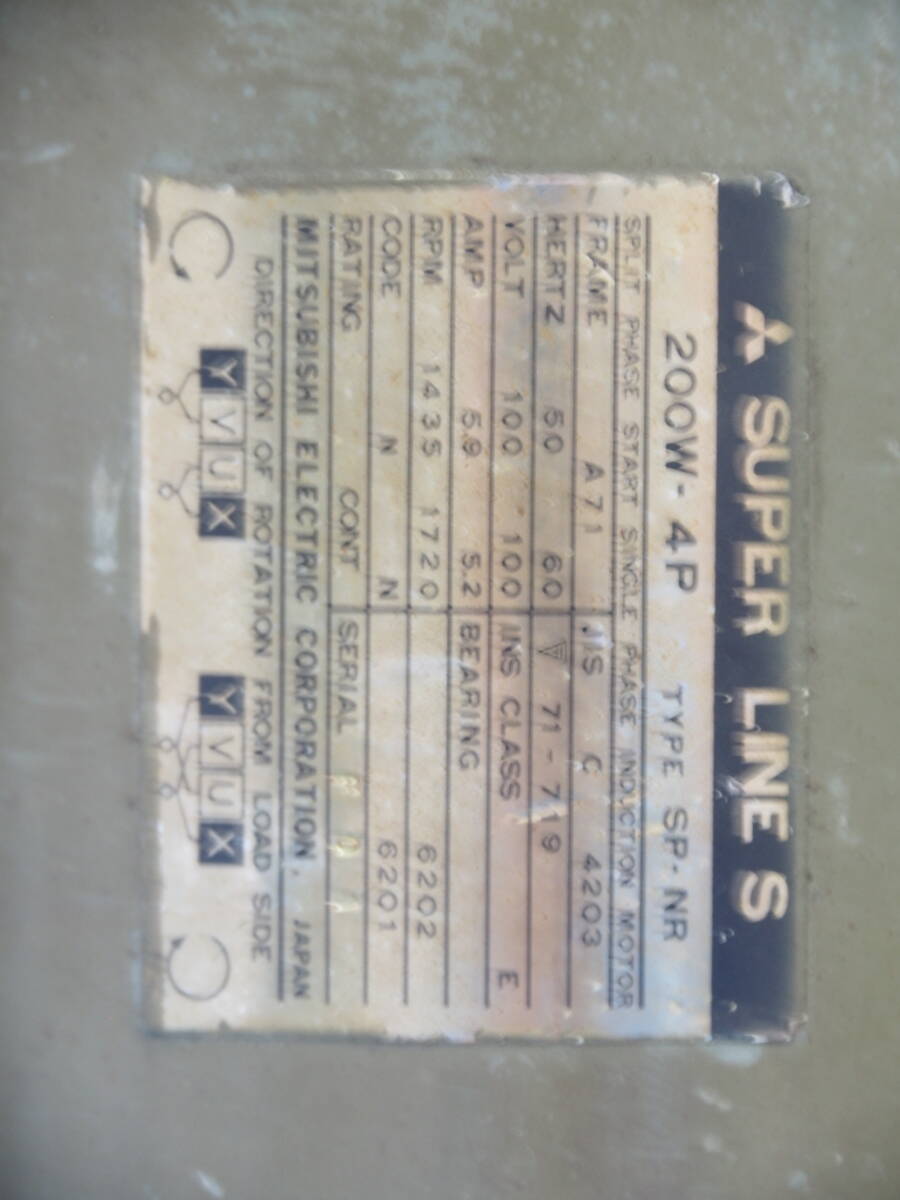 SUPER LINE S
200W-4P TYPE SP-NR
SPLIT PHASE START SINGLE PHASE INDUCTION MOTOR
FRAME A71 JIS C 4203
HERTZ 50 60 71-719
VOLT 100 100 INS CLASS E
AMP 5.9 5.2 BEARING
RPM 1435 1720 6202
CODE N N 6201
RATING CONT SERIAL
MITSUBISHI ELECTRIC CORPORATION. JAPAN
DIRECTION OF ROTATION FROM LOAD SIDE
Y V U X Y V U X